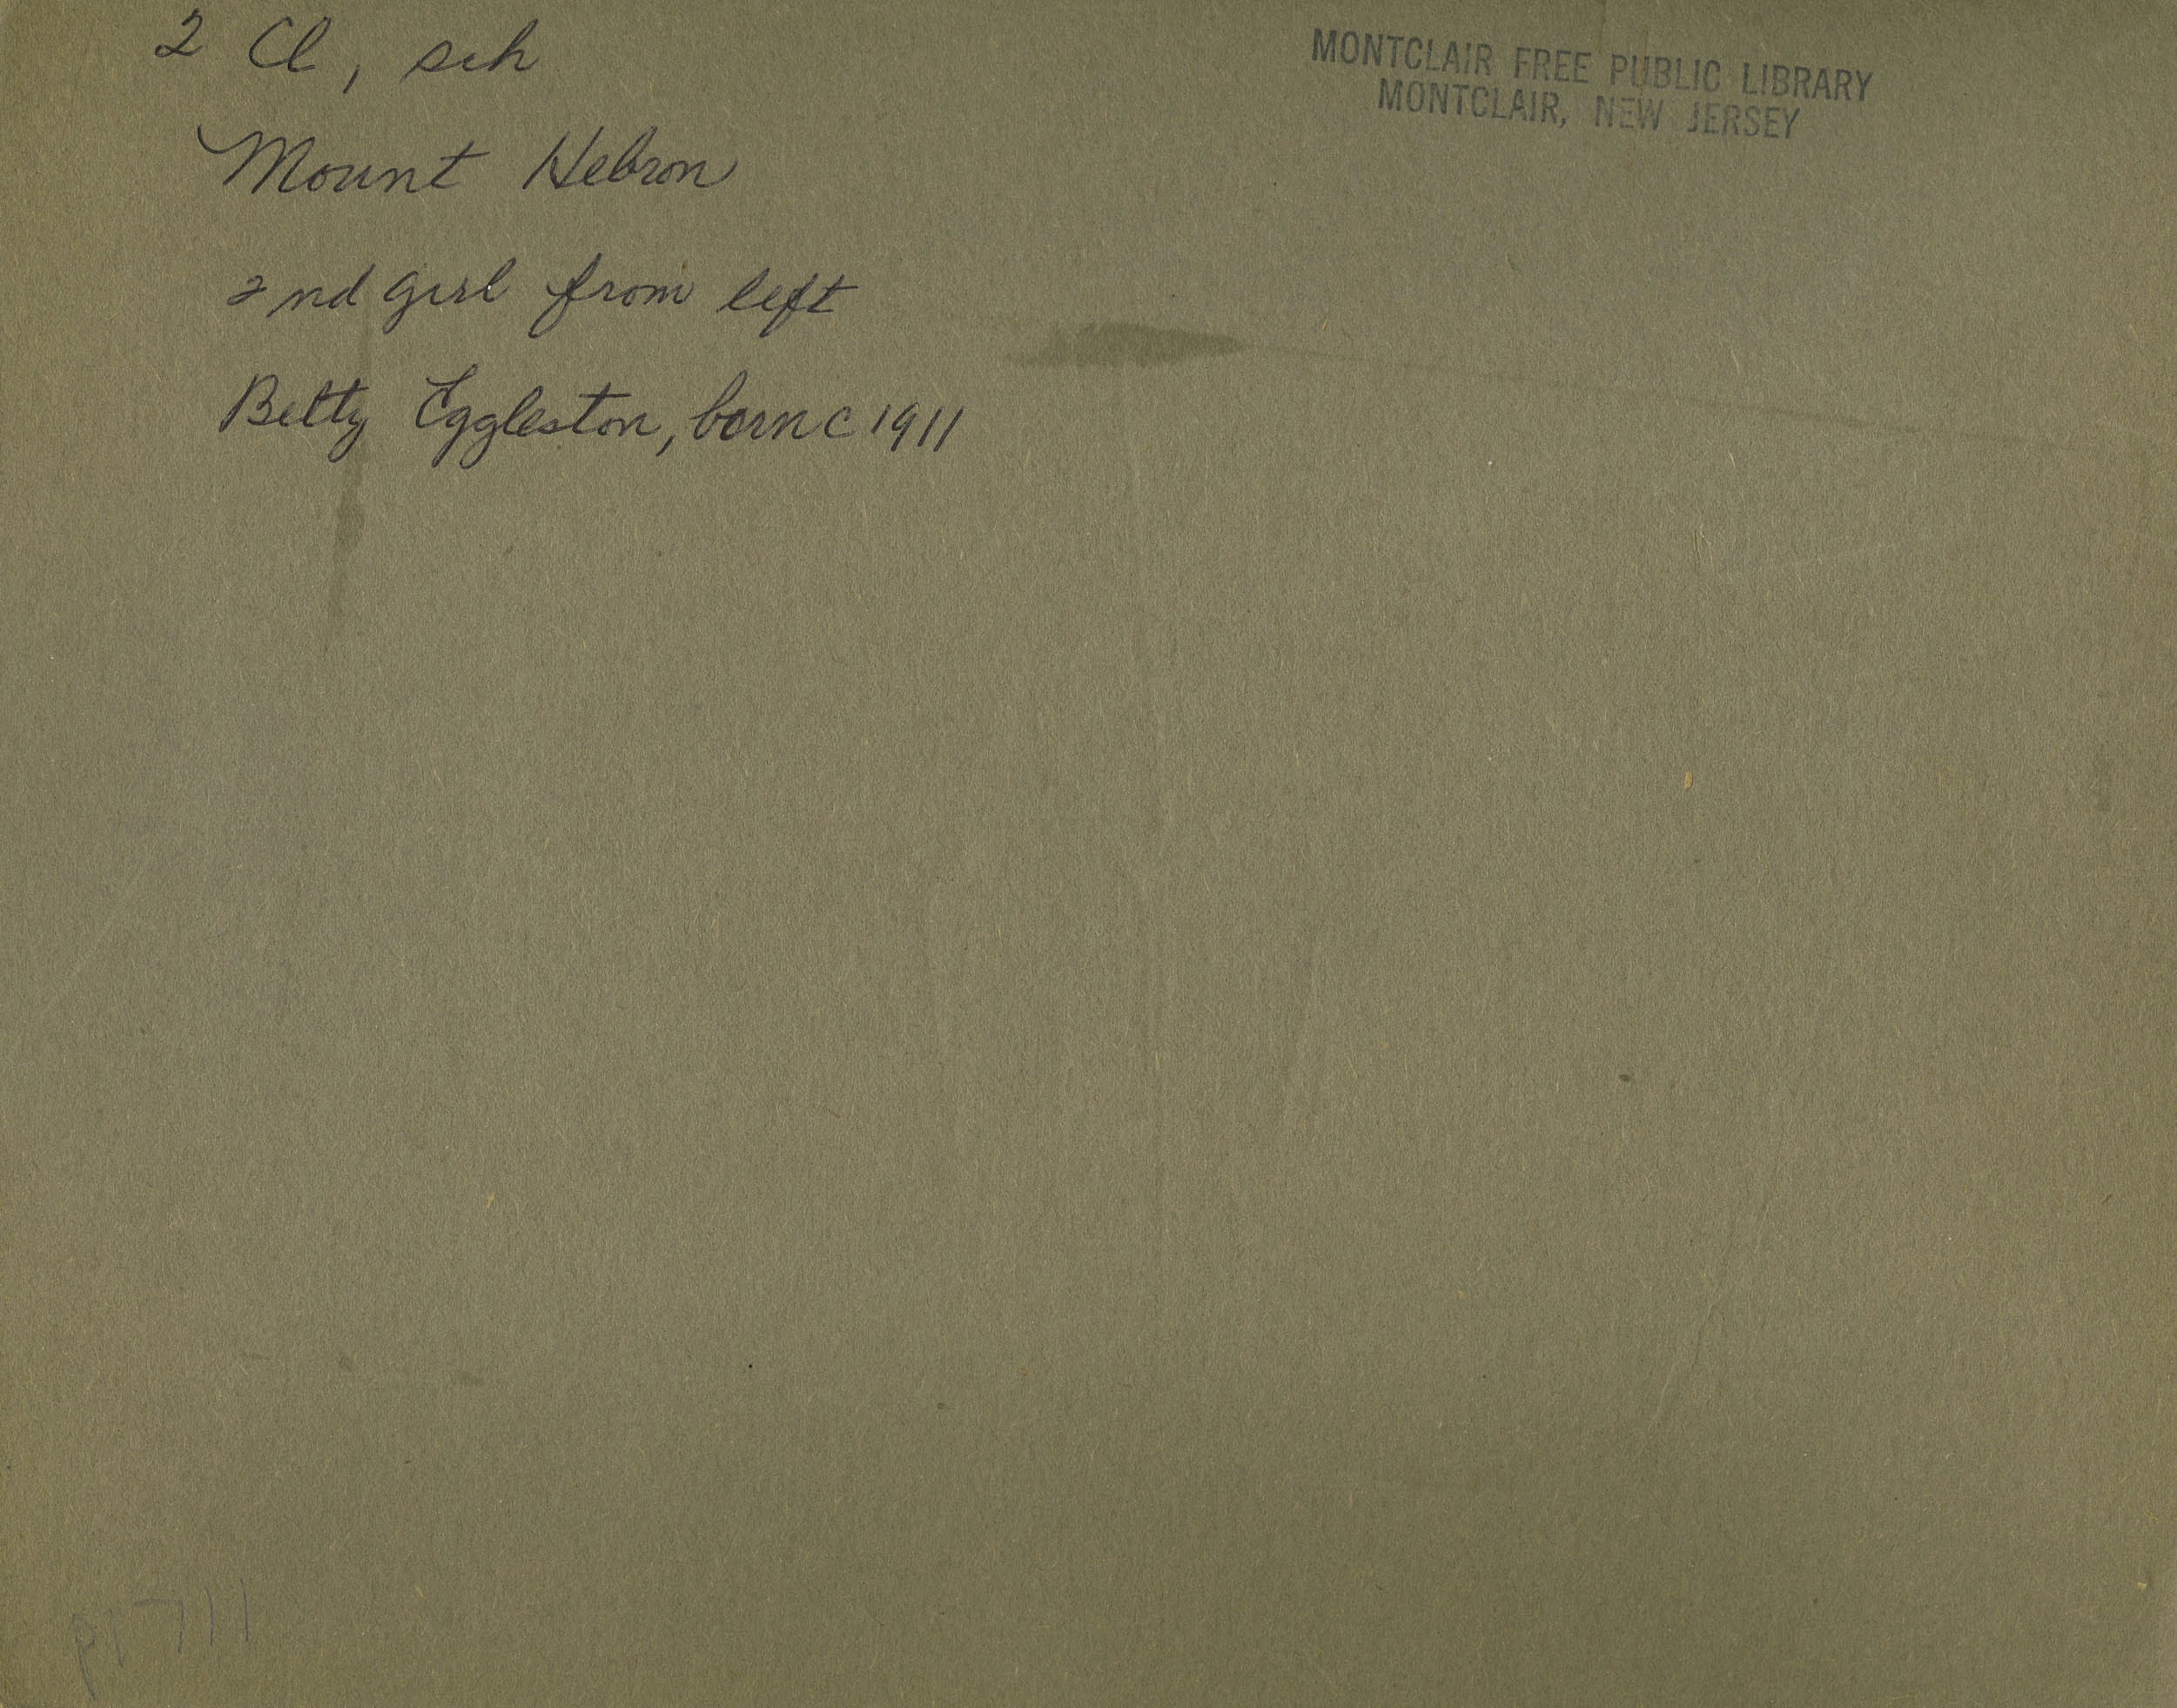 2 Cl, sch
Mount Hebron
2nd girl from left
Betty Eggleston, born c 1911
MONTCLAIR FREE PUBLIC LIBRARY
MONTCLAIR, NEW JERSEY